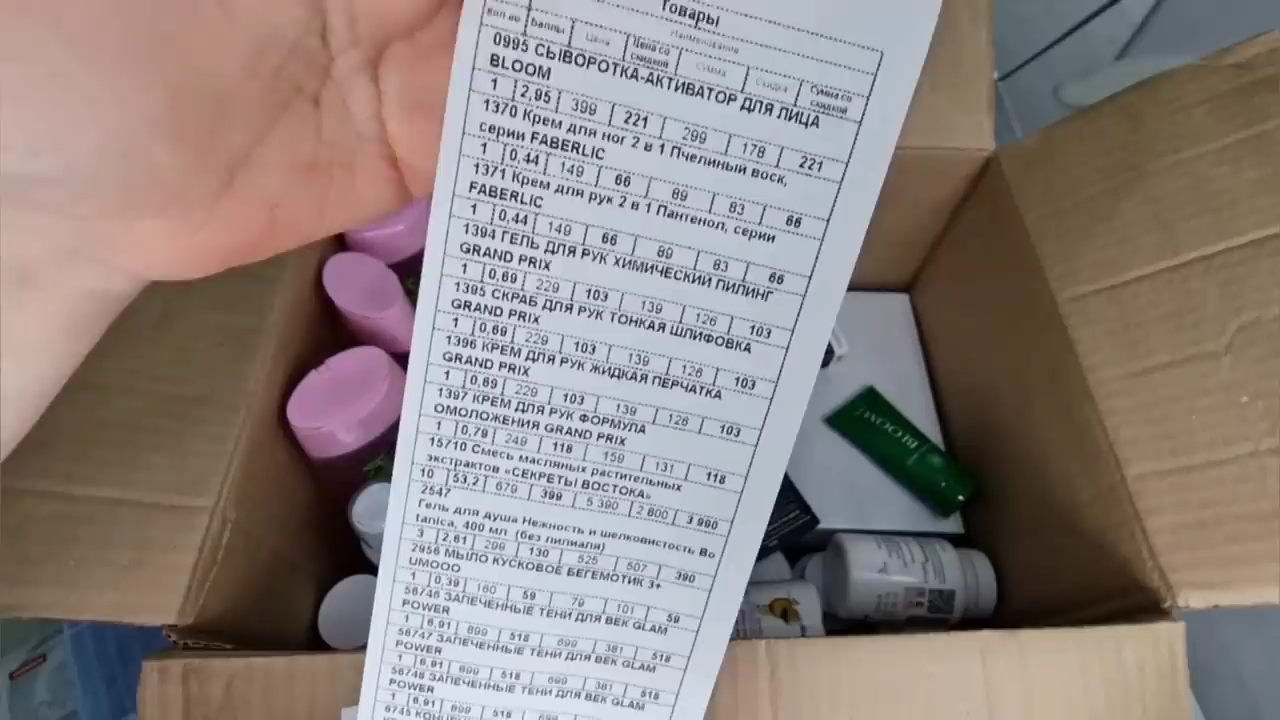 Товары
Наименование
Кол-во Баллы Цена Цена со скидкой Сумма Скидка Сумма со скидкой
0995 СЫВОРОТКА-АКТИВАТОР ДЛЯ ЛИЦА
BLOOM
1 2,95 399 221 299 178 221
1370 Крем для ног 2 в 1 Пчелиный воск,
серии FABERLIC
1 0,44 149 66 89 83 66
1371 Крем для рук 2 в 1 Пантенол, серии
FABERLIC
1 0,44 149 66 89 83 66
1394 ГЕЛЬ ДЛЯ РУК ХИМИЧЕСКИЙ ПИЛИНГ
GRAND PRIX
1 0,69 229 103 139 126 103
1395 СКРАБ ДЛЯ РУК ТОНКАЯ ШЛИФОВКА
GRAND PRIX
1 0,69 229 103 139 126 103
1396 КРЕМ ДЛЯ РУК ЖИДКАЯ ПЕРЧАТКА
GRAND PRIX
1 0,69 229 103 139 126 103
1397 КРЕМ ДЛЯ РУК ФОРМУЛА
ОМОЛОЖЕНИЯ GRAND PRIX
1 0,79 249 118 159 131 118
15710 Смесь масляных растительных
экстрактов «СЕКРЕТЫ ВОСТОКА»
10 53,2 679 399 5 390 2 800 3 990
2547
Гель для душа Нежность и шелковистость Bo
tanica, 400 мл (без лилиаля)
3 2,61 299 130 525 507 390
2956 МЫЛО КУСКОВОЕ БЕГЕМОТИК 3+
UMOOO
1 0,39 160 59 79 101 59
56746 ЗАПЕЧЕННЫЕ ТЕНИ ДЛЯ ВЕК GLAM
POWER
1 6,91 899 518 699 381 518
56747 ЗАПЕЧЕННЫЕ ТЕНИ ДЛЯ ВЕК GLAM
POWER
1 6,91 899 518 699 381 518
56748 ЗАПЕЧЕННЫЕ ТЕНИ ДЛЯ ВЕК GLAM
POWER
1 6,91 899 518 699 381 518
BLOOM